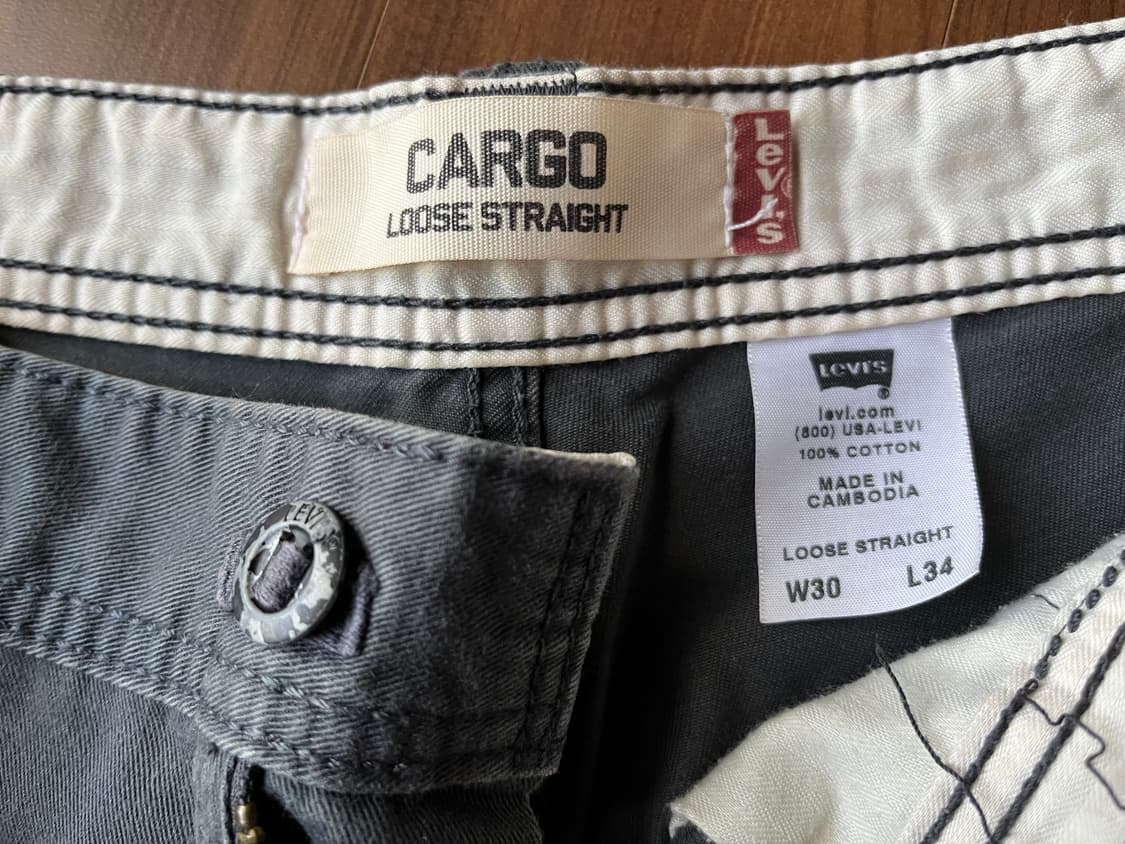 CARGO
LOOSE STRAIGHT
Levi's
®
LEVI'S
Levi's
®
levi.com
(800) USA-LEVI
100% COTTON
MADE IN
CAMBODIA
LOOSE STRAIGHT
W30 L34